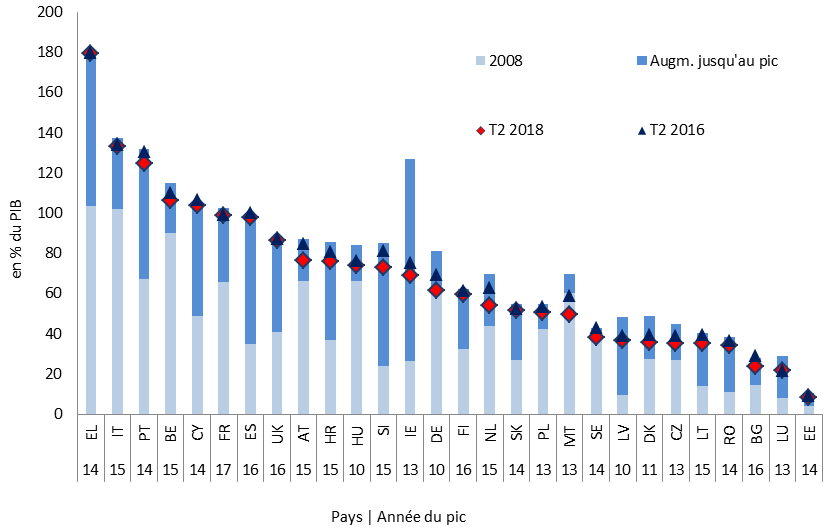 200
180
160
140
120
100
80
60
40
20
0
en % du PIB
2008
Augm. jusqu'au pic
T2 2018
T2 2016
EL IT PT BE CY FR ES UK AT HR HU SI IE DE FI NL SK PL MT SE LV DK CZ LT RO BG LU EE
14 15 14 15 14 17 16 16 15 15 10 15 13 10 16 15 14 13 13 14 10 11 13 15 14 16 13 14
Pays | Année du pic